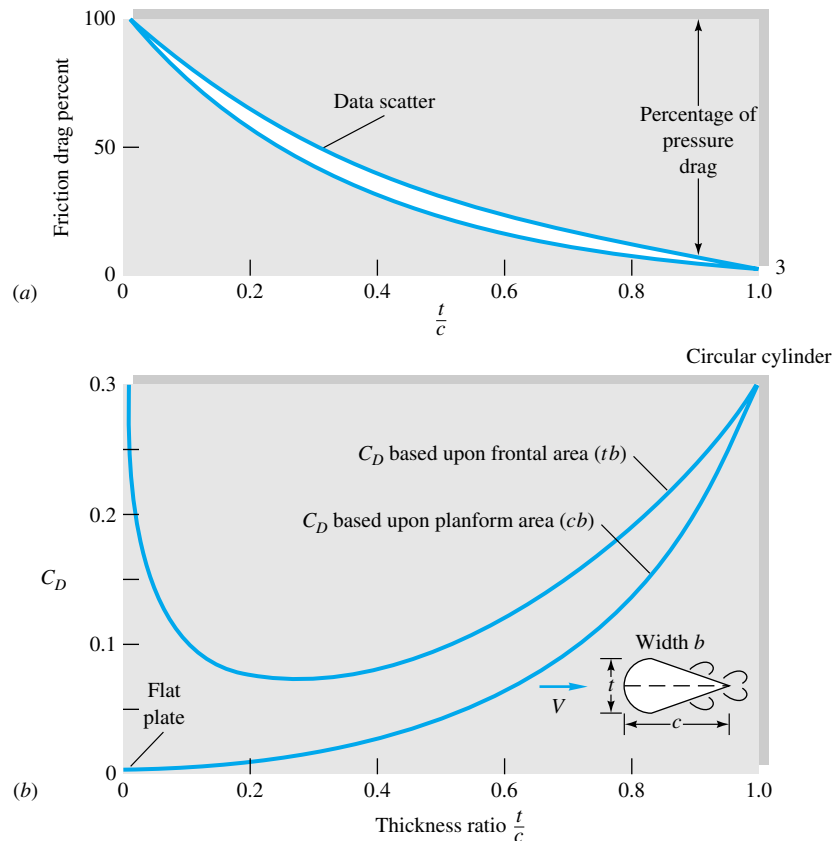 100
Friction drag percent
Data scatter
Percentage of
pressure
drag
50
0
3
(a)
0
0.2
0.4
0.6
0.8
1.0
t
c
Circular cylinder
0.3
C_D based upon frontal area (tb)
0.2
C_D based upon planform area (cb)
C_D
0.1
Width b
Flat
plate
t
V
c
0
(b)
0
0.2
0.4
0.6
0.8
1.0
Thickness ratio t/c